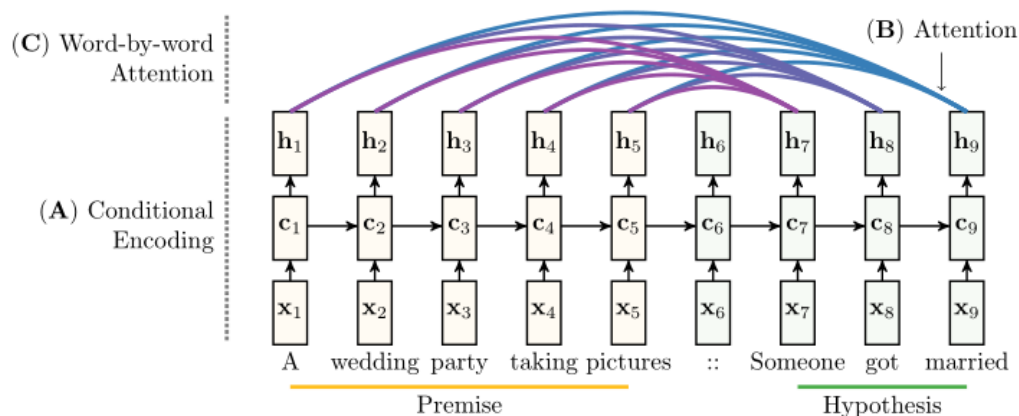 (C) Word-by-word
Attention
(B) Attention
h1 h2 h3 h4 h5 h6 h7 h8 h9
(A) Conditional
Encoding
c1 c2 c3 c4 c5 c6 c7 c8 c9
x1 x2 x3 x4 x5 x6 x7 x8 x9
A wedding party taking pictures :: Someone got married
Premise Hypothesis